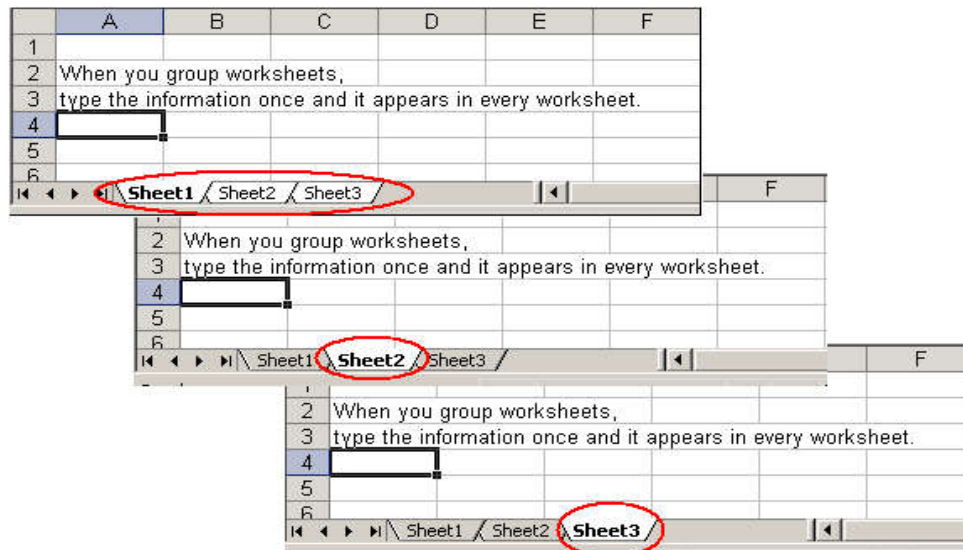 A B C D E F
1
2 When you group worksheets,
3 type the information once and it appears in every worksheet.
4
5
6
Sheet1 Sheet2 Sheet3
F
1
2 When you group worksheets,
3 type the information once and it appears in every worksheet.
4
5
6
Sheet1 Sheet2 Sheet3
F
2 When you group worksheets,
3 type the information once and it appears in every worksheet.
4
5
6
Sheet1 Sheet2 Sheet3